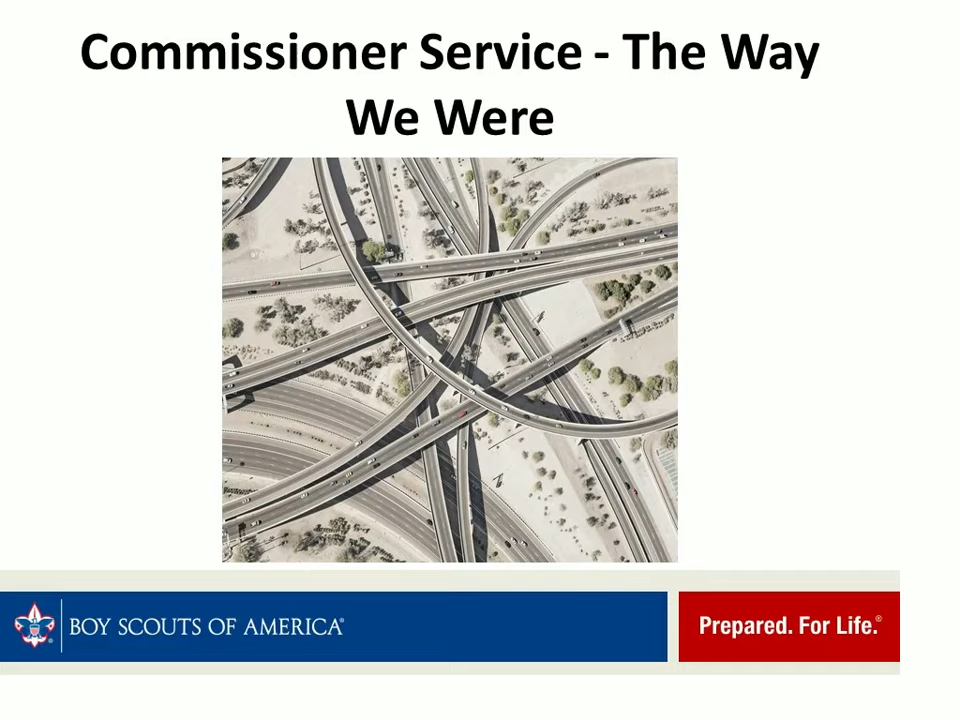 Commissioner Service - The Way
We Were
BOY SCOUTS OF AMERICA®
Prepared. For Life.®